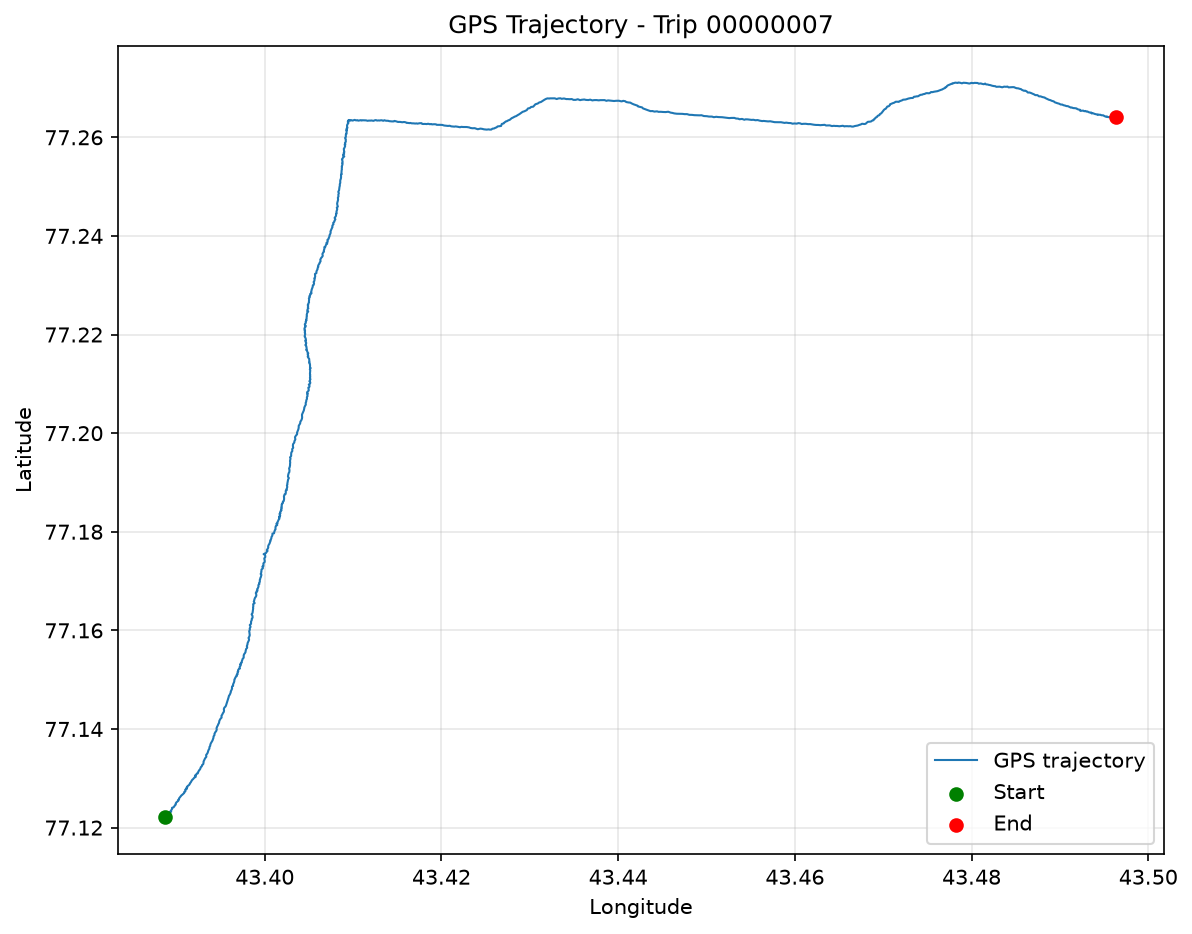 GPS Trajectory - Trip 00000007
77.26
77.24
77.22
77.20
77.18
77.16
77.14
77.12
Latitude
43.40
43.42
43.44
43.46
43.48
43.50
Longitude
GPS trajectory
Start
End